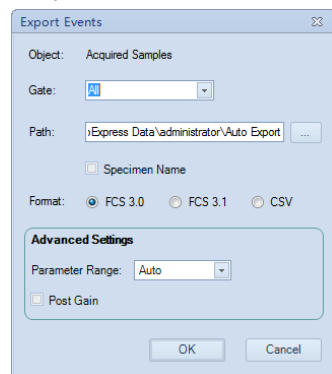 Export Events
Object: Acquired Samples
Gate: All
Path: Express Data\administrator\Auto Export ...
Specimen Name
Format: FCS 3.0 FCS 3.1 CSV
Advanced Settings
Parameter Range: Auto
Post Gain
OK Cancel